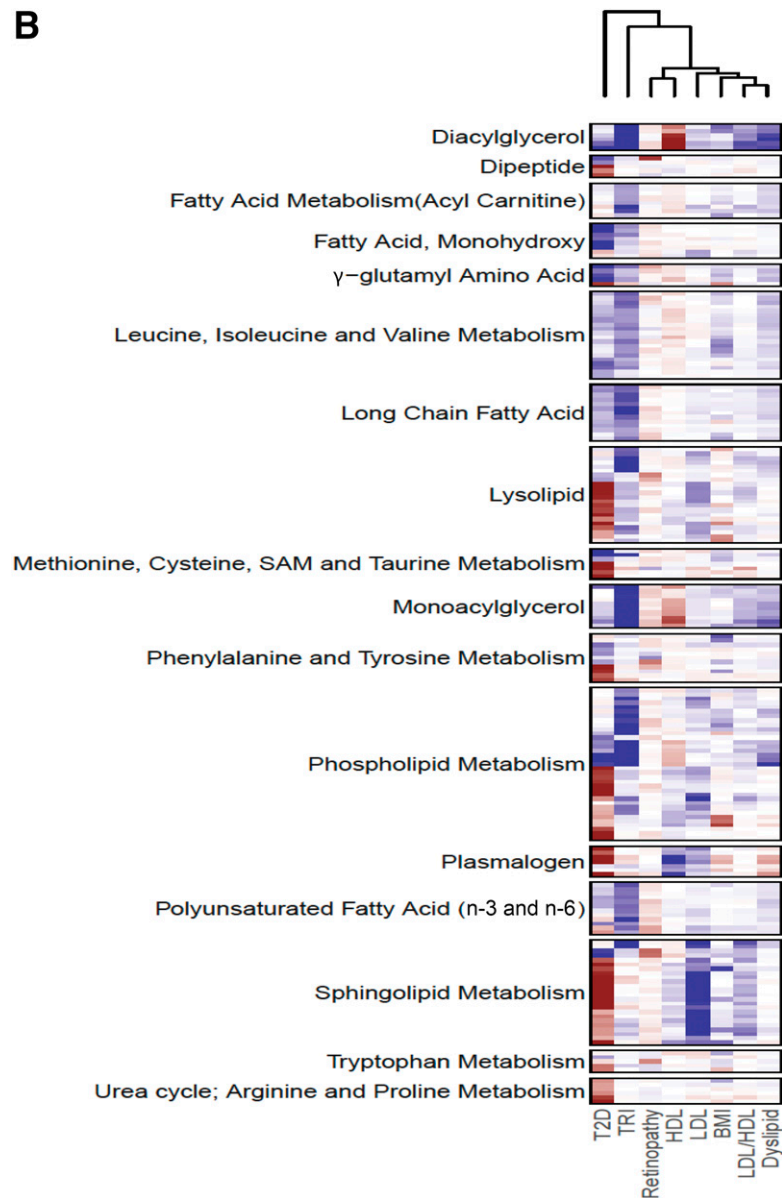 B
Diacylglycerol
Dipeptide
Fatty Acid Metabolism(Acyl Carnitine)
Fatty Acid, Monohydroxy
γ−glutamyl Amino Acid
Leucine, Isoleucine and Valine Metabolism
Long Chain Fatty Acid
Lysolipid
Methionine, Cysteine, SAM and Taurine Metabolism
Monoacylglycerol
Phenylalanine and Tyrosine Metabolism
Phospholipid Metabolism
Plasmalogen
Polyunsaturated Fatty Acid (n-3 and n-6)
Sphingolipid Metabolism
Tryptophan Metabolism
Urea cycle; Arginine and Proline Metabolism
T2D
TRI
Retinopathy
HDL
LDL
BMI
LDL/HDL
Dyslipid